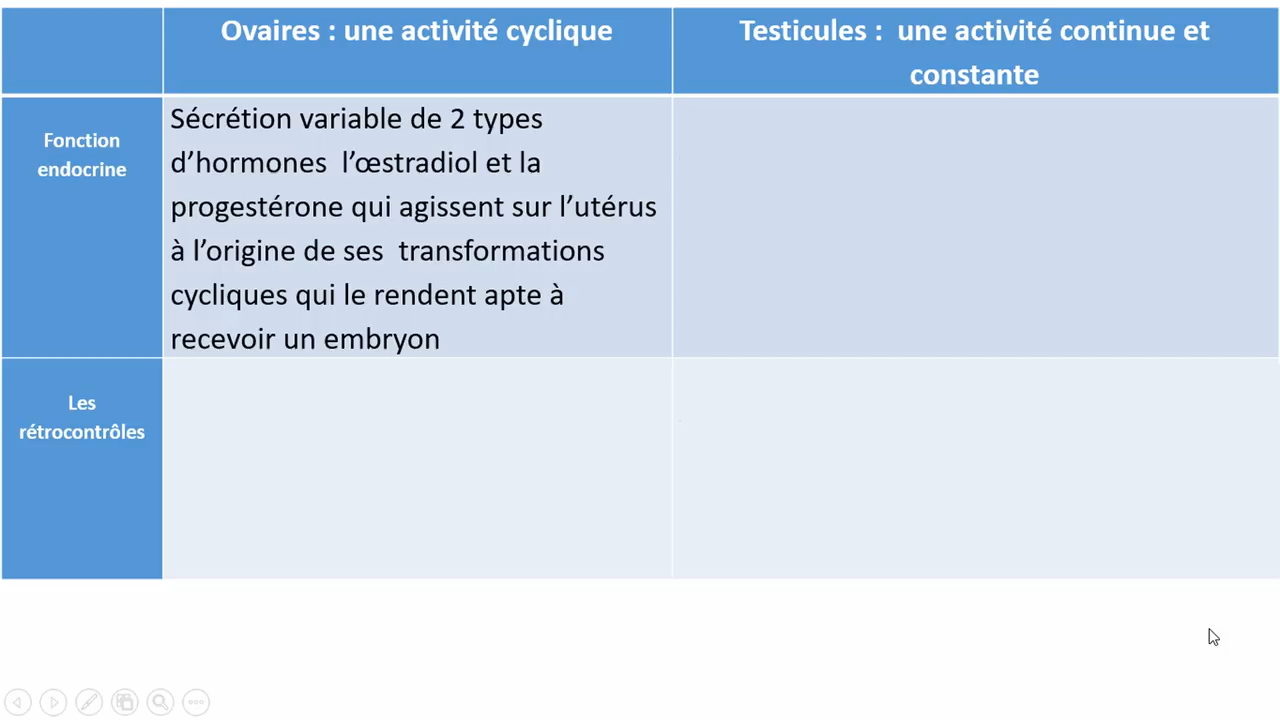 Ovaires : une activité cyclique
Testicules :  une activité continue et
constante
Fonction
endocrine
Sécrétion variable de 2 types
d’hormones  l’œstradiol et la
progestérone qui agissent sur l’utérus
à l’origine de ses  transformations
cycliques qui le rendent apte à
recevoir un embryon
Les
rétrocontrôles